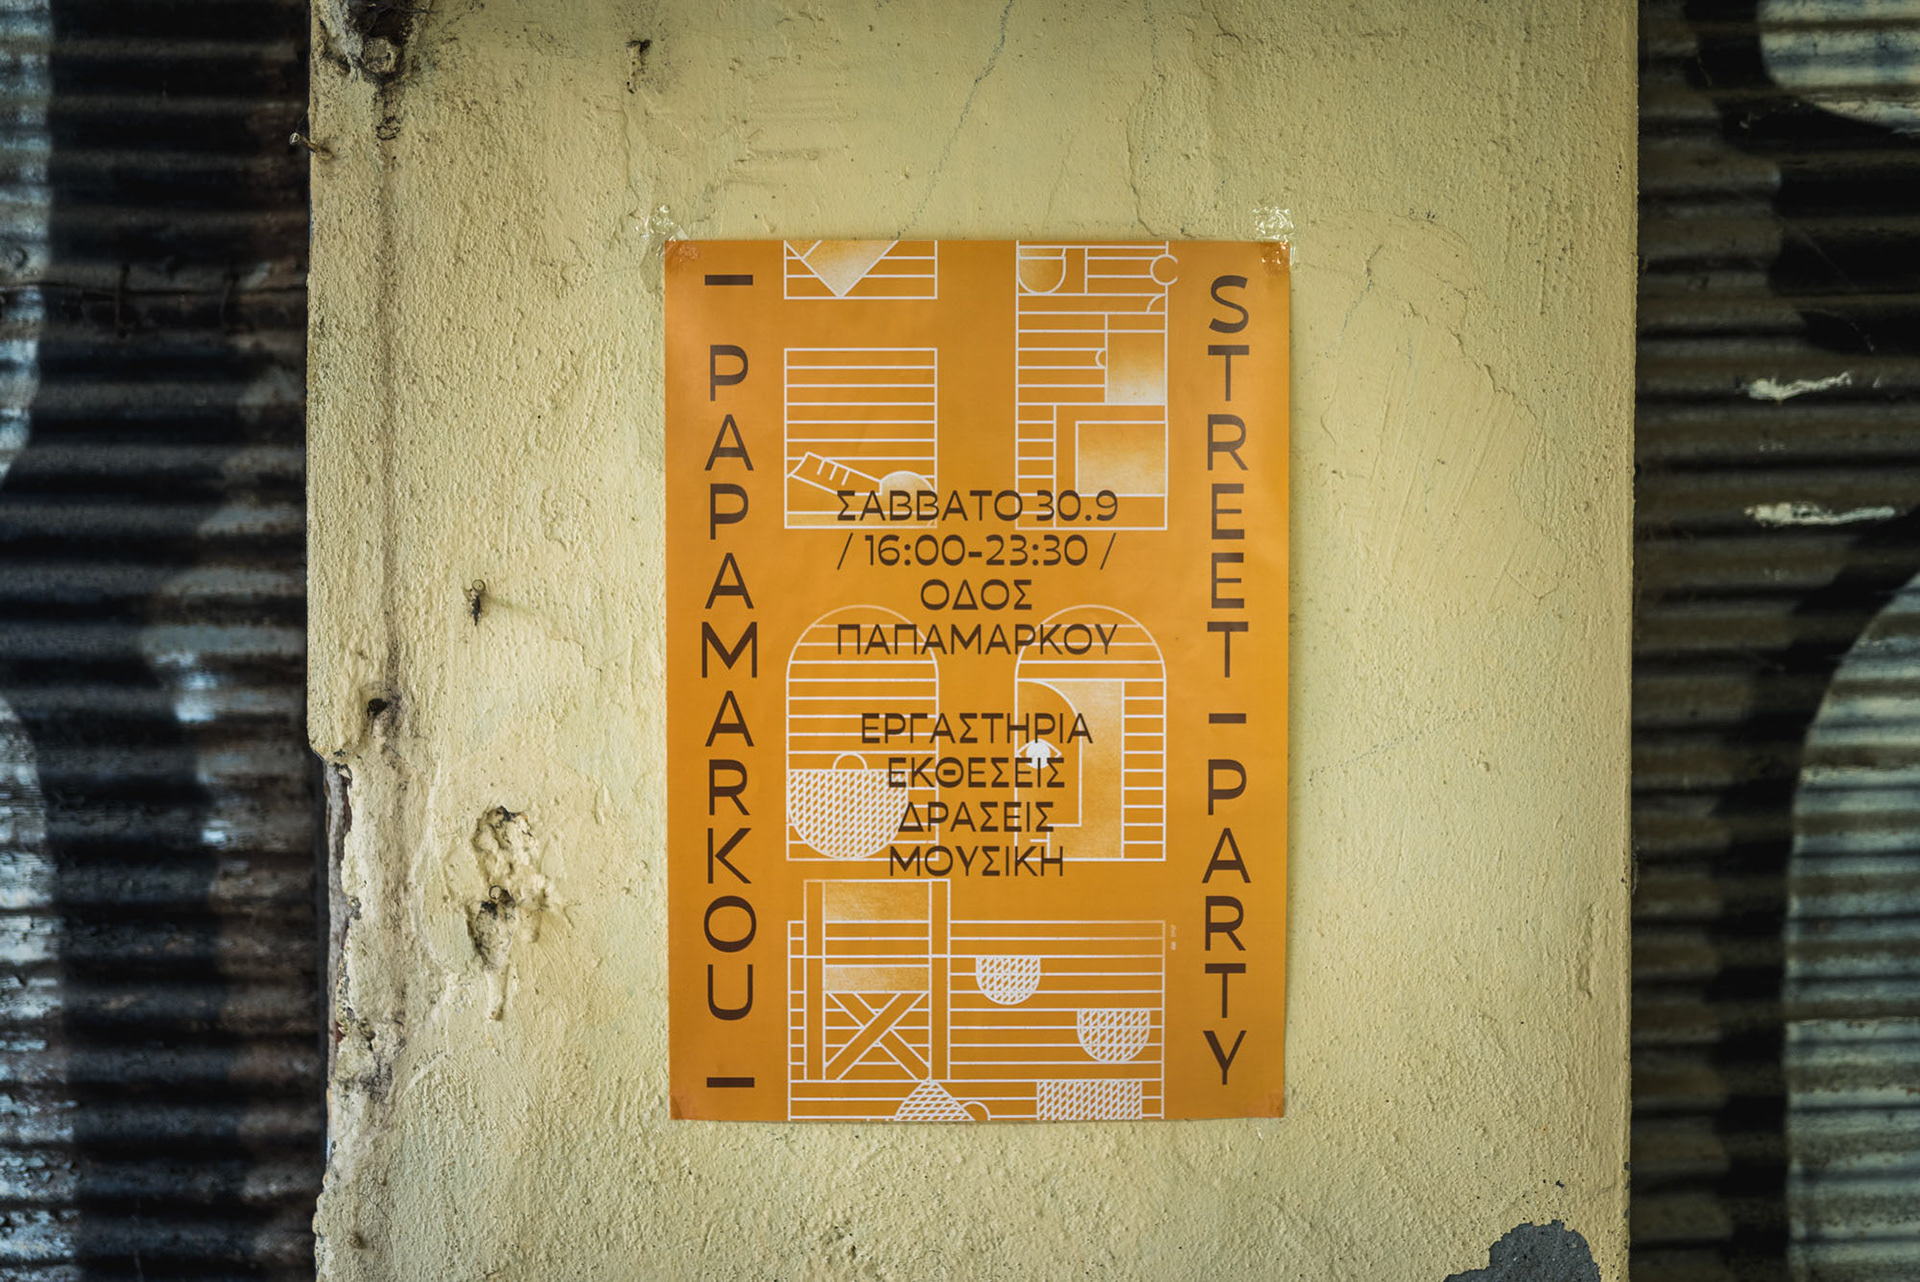 – PAPAMARKOU –
ΣΑΒΒΑΤΟ 30.9
/ 16:00-23:30 /
ΟΔΟΣ
ΠΑΠΑΜΑΡΚΟΥ
ΕΡΓΑΣΤΗΡΙΑ
ΕΚΘΕΣΕΙΣ
ΔΡΑΣΕΙΣ
ΜΟΥΣΙΚΗ
STREET – PARTY